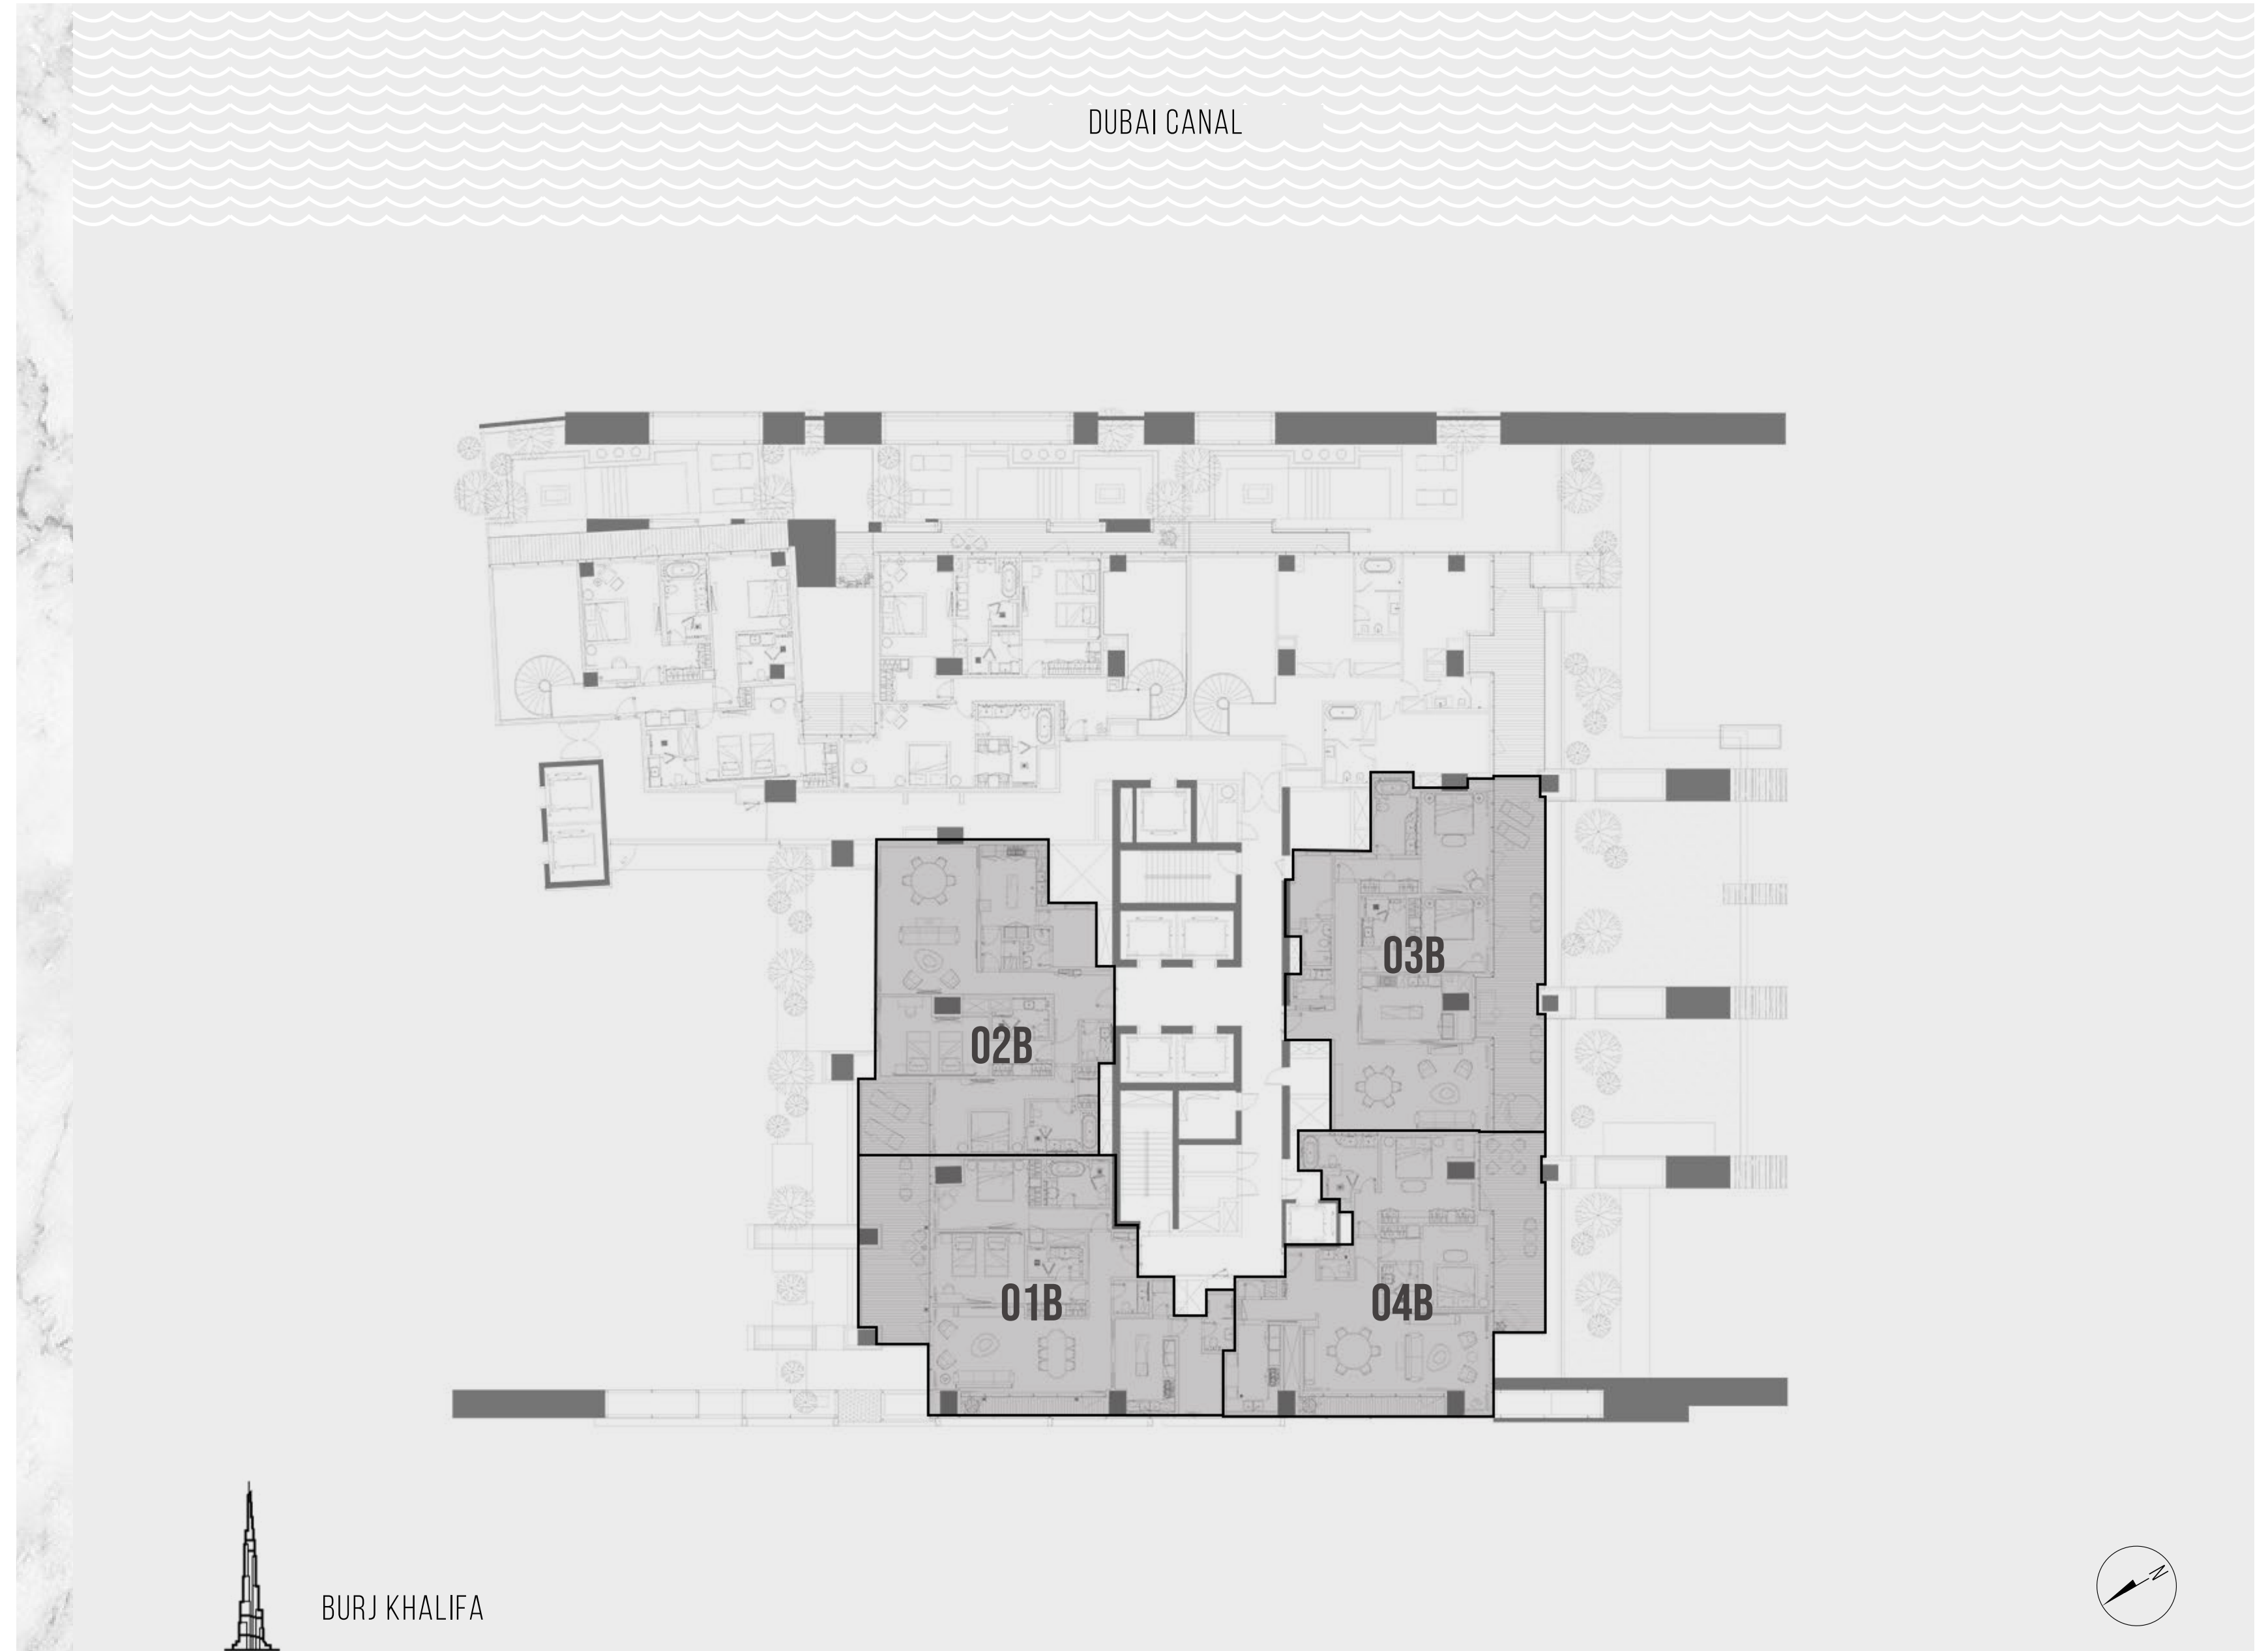 DUBAI CANAL
03B
02B
01B
04B
BURJ KHALIFA
N